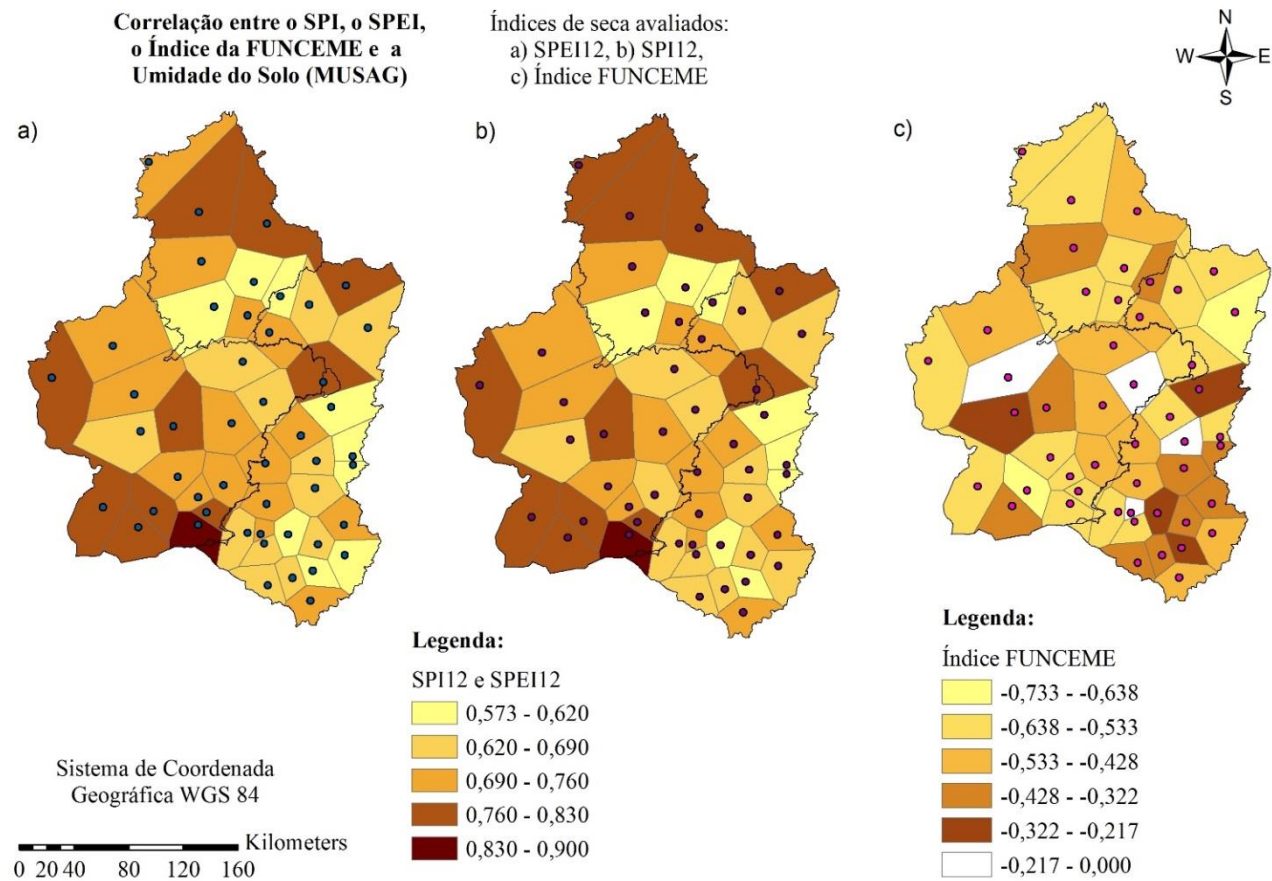 Correlação entre o SPI, o SPEI,
o Índice da FUNCEME e a
Umidade do Solo (MUSAG)
Índices de seca avaliados:
a) SPEI12, b) SPI12,
c) Índice FUNCEME
N
W E
S
a)
b)
c)
Legenda:
SPI12 e SPEI12
0,573 - 0,620
0,620 - 0,690
0,690 - 0,760
0,760 - 0,830
0,830 - 0,900
Legenda:
Índice FUNCEME
-0,733 - -0,638
-0,638 - -0,533
-0,533 - -0,428
-0,428 - -0,322
-0,322 - -0,217
-0,217 - 0,000
Sistema de Coordenada
Geográfica WGS 84
Kilometers
0 20 40 80 120 160